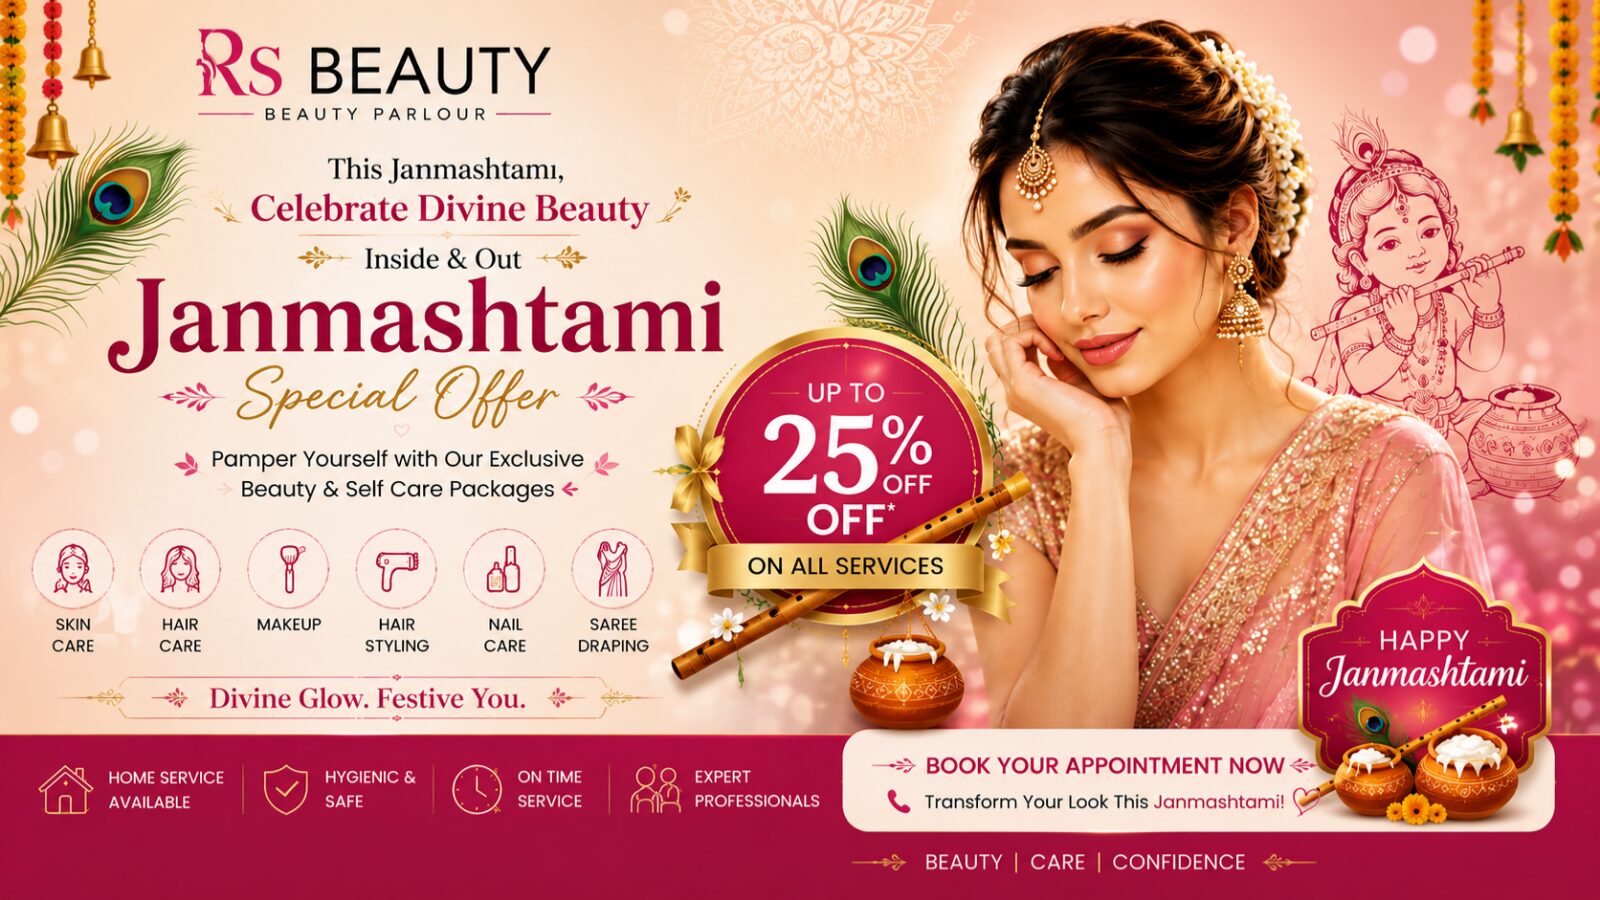 Rs BEAUTY
BEAUTY PARLOUR
This Janmashtamı,
Celebrate Divine Beauty
Inside & Out
Janmashtami
Special Offer
Pamper Yourself with Our Exclusive
Beauty & Self Care Packages
SKIN
CARE
HAIR
CARE
MAKEUP
HAIR
STYLING
NAIL
CARE
SAREE
DRAPING
Divine Glow. Festive You.
UP TO
25% OFF
OFF*
ON ALL SERVICES
HAPPY
Janmashtami
HOME SERVICE
AVAILABLE
HYGIENIC &
SAFE
ON TIME
SERVICE
EXPERT
PROFESSIONALS
BOOK YOUR APPOINTMENT NOW
Transform Your Look This Janmashtami!
BEAUTY | CARE | CONFIDENCE